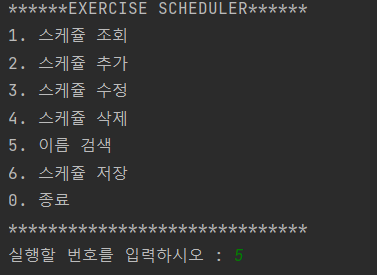 ******EXERCISE SCHEDULER******
1. 스케쥴 조회
2. 스케쥴 추가
3. 스케쥴 수정
4. 스케쥴 삭제
5. 이름 검색
6. 스케쥴 저장
0. 종료
******************************
실행할 번호를 입력하시오 : 5